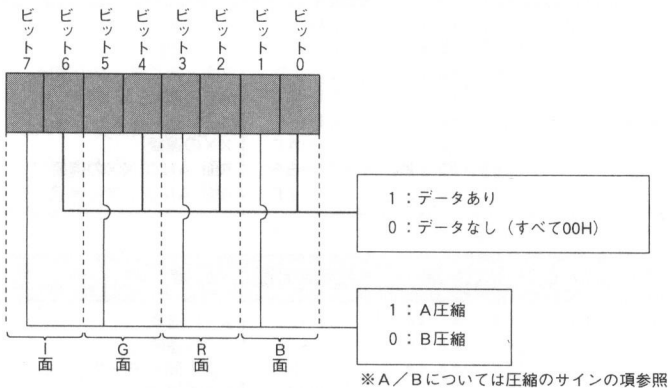 ビット7
ビット6
ビット5
ビット4
ビット3
ビット2
ビット1
ビット0
1：データあり
0：データなし（すべて00H）
1：A圧縮
0：B圧縮
I面
G面
R面
B面
※A／Bについては圧縮のサインの項参照